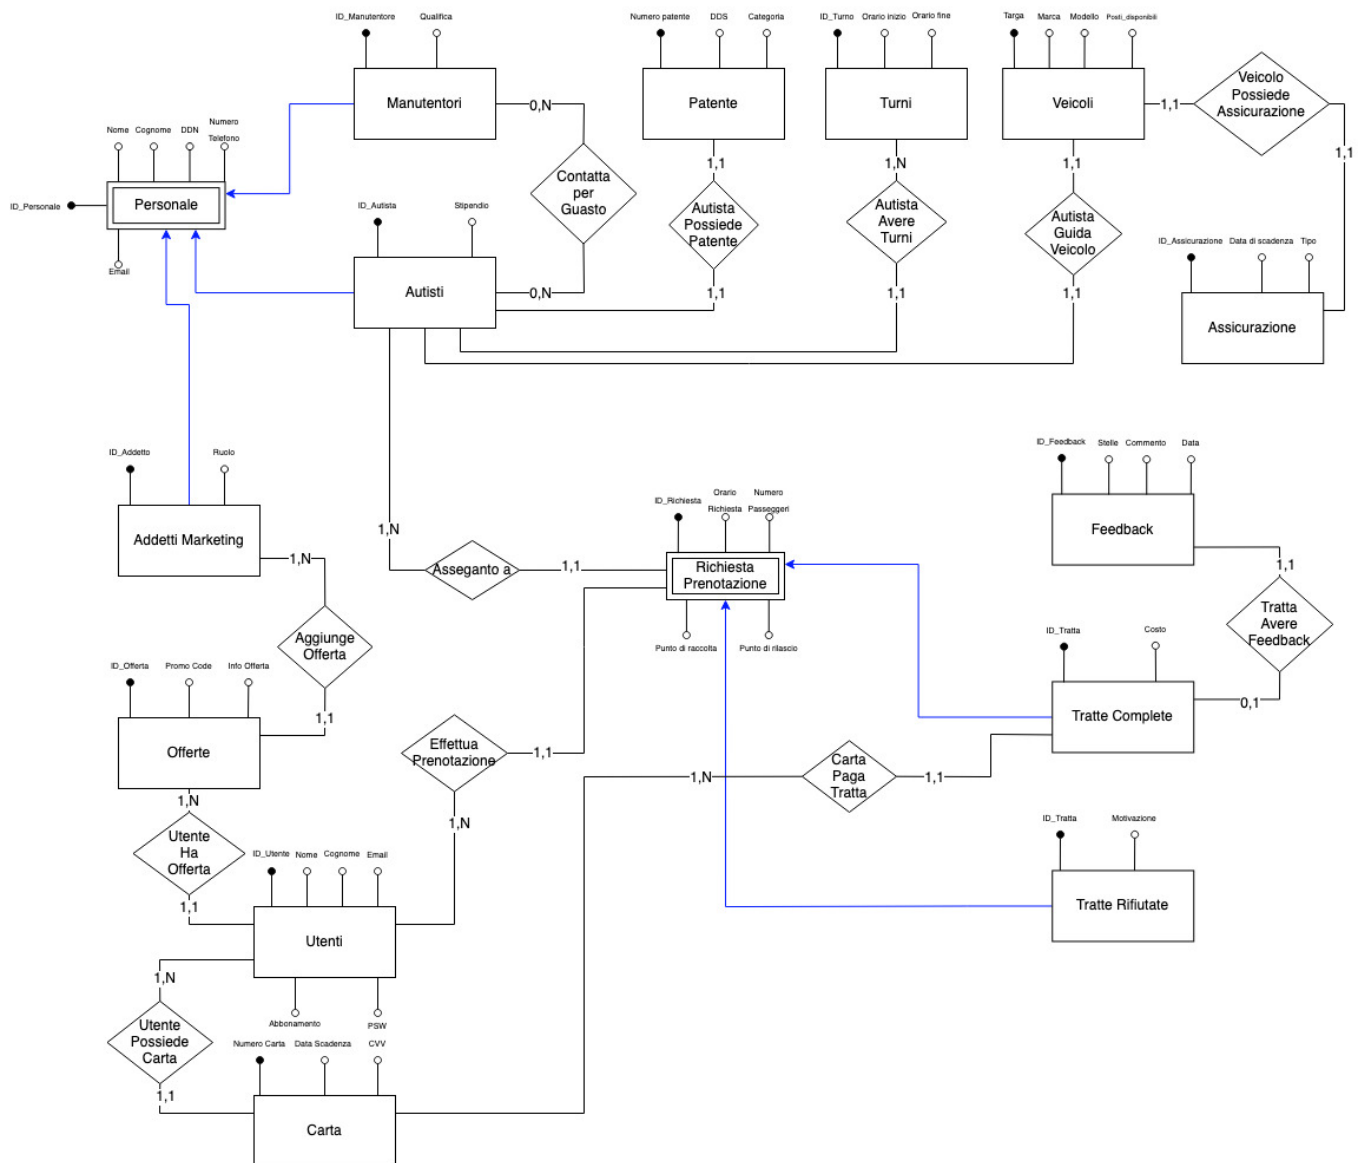 ID_Manutentore
Qualifica
Numero patente
DDS
Categoria
ID_Turno
Orario inizio
Orario fine
Targa
Marca
Modello
Posti_disponibili
Manutentori
0,N
Patente
Turni
Veicoli
1,1
Veicolo
Possiede
Assicurazione
1,1
Nome
Cognome
DDN
Numero
Telefono
ID_Personale
Personale
Email
Contatta
per
Guasto
1,1
1,N
1,1
ID_Autista
Stipendio
Autista
Possiede
Patente
Autista
Avere
Turni
Autista
Guida
Veicolo
ID_Assicurazione
Data di scadenza
Tipo
Autisti
0,N
1,1
1,1
1,1
Assicurazione
ID_Addetto
Ruolo
Addetti Marketing
1,N
1,N
Asseganto a
1,1
ID_Richiesta
Orario
Richiesta
Numero
Passeggeri
Richiesta
Prenotazione
Punto di raccolta
Punto di rilascio
ID_Feedback
Stelle
Commento
Data
Feedback
1,1
Tratta
Avere
Feedback
Aggiunge
Offerta
ID_Offerta
Promo Code
Info Offerta
1,1
Offerte
ID_Tratta
Costo
Tratte Complete
0,1
Effettua
Prenotazione
1,1
1,N
Carta
Paga
Tratta
1,1
1,N
Utente
Ha
Offerta
1,N
ID_Tratta
Motivazione
Tratte Rifiutate
ID_Utente
Nome
Cognome
Email
1,1
Utenti
1,N
Abbonamento
PSW
Utente
Possiede
Carta
Numero Carta
Data Scadenza
CVV
1,1
Carta